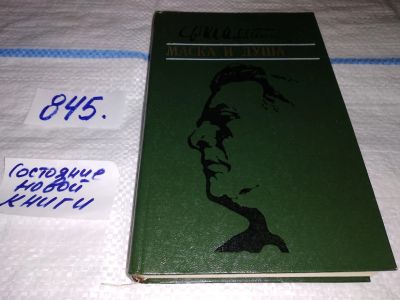 МАСКА И ДУША
845.
Состояние
новой
книги